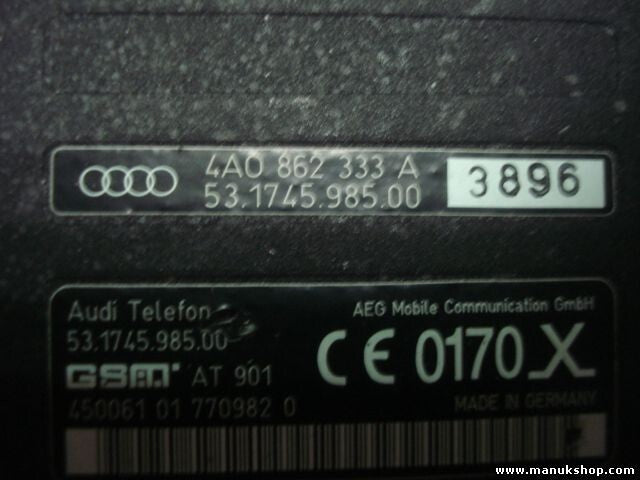 4A0 862 333 A
53.1745.985.00
3896
Audi Telefon
AEG Mobile Communication GmbH
53.1745.985.00
CE 0170 X
GSM AT 901
450061 01 770982 0
MADE IN GERMANY
www.manukshop.com